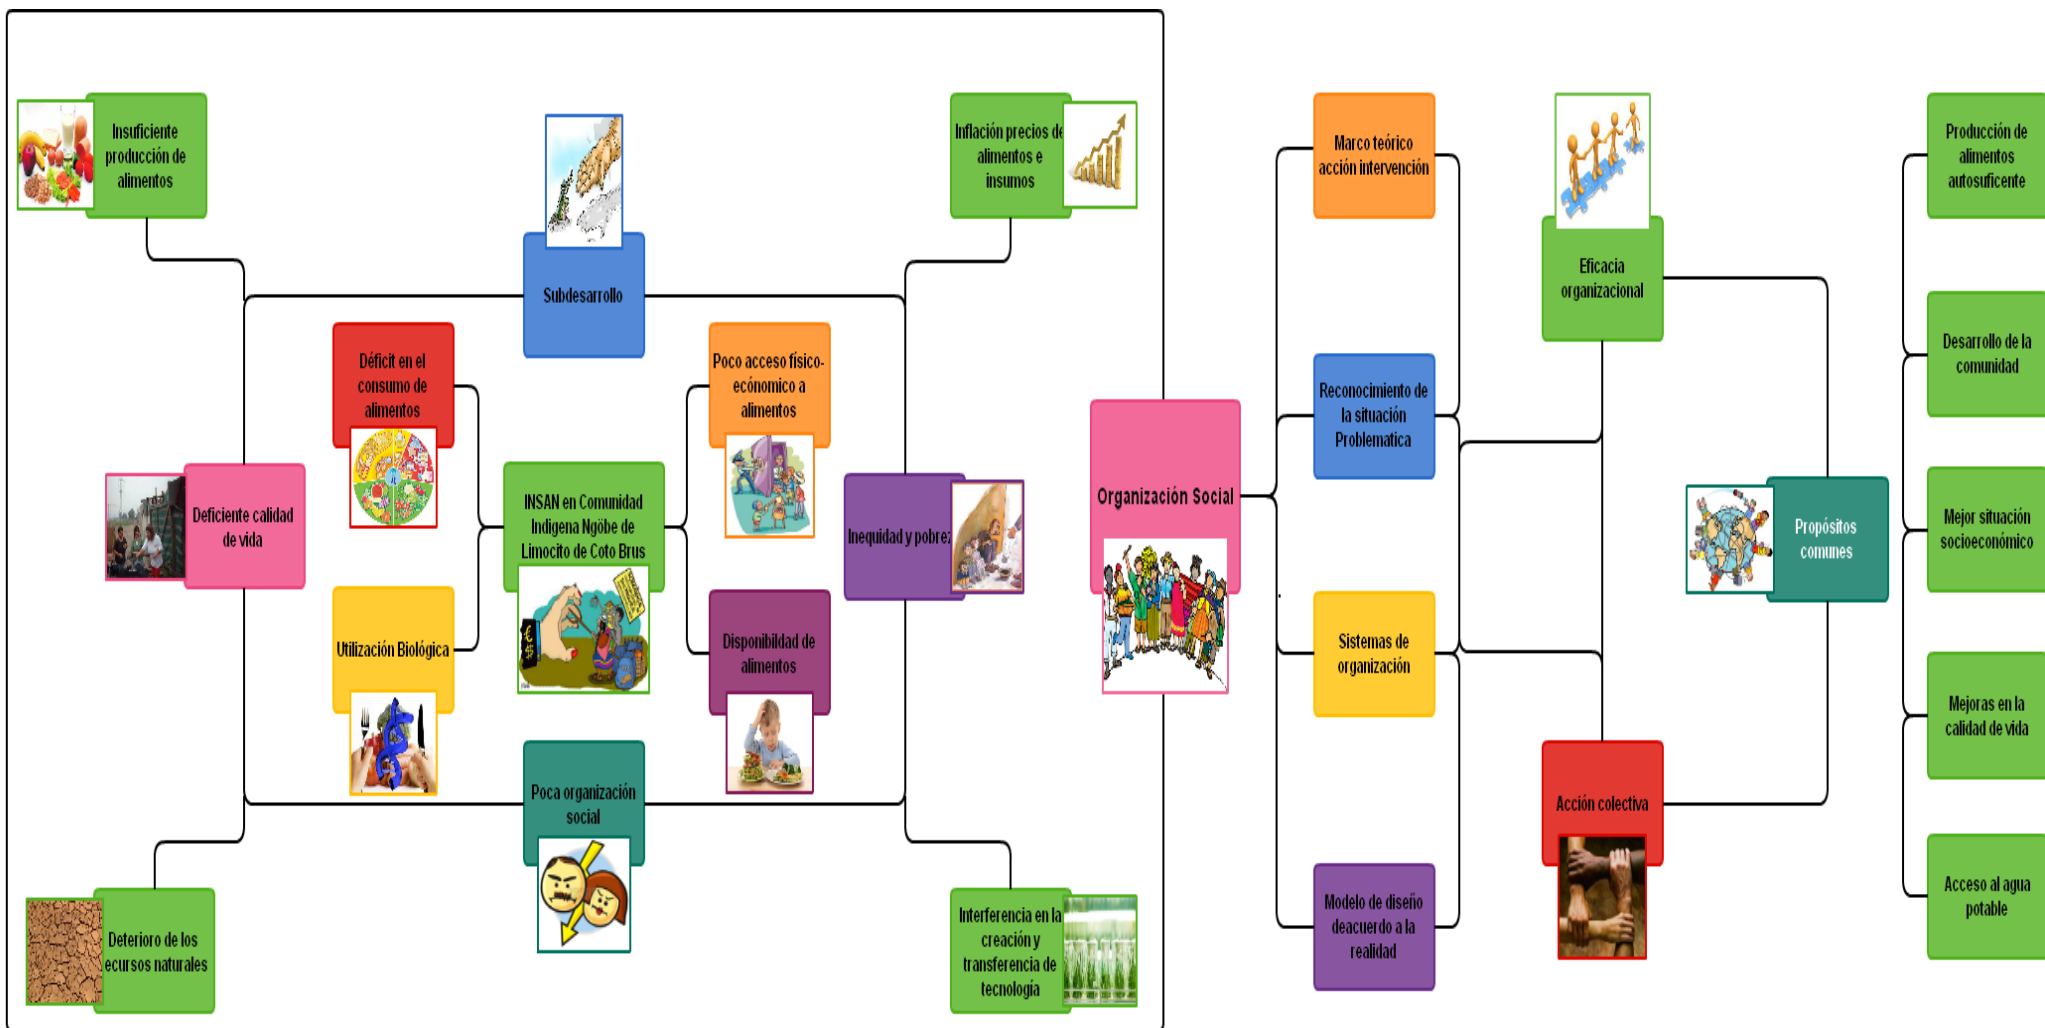 Insuficiente
producción de
alimentos
Inflación precios de
alimentos e
insumos
Subdesarrollo
Déficit en el
consumo de
alimentos
Poco acceso físico-
ecónomico a
alimentos
Deficiente calidad
de vida
INSAN en Comunidad
Indigena Ngöbe de
Limocito de Coto Brus
Inequidad y pobrez
Utilización Biológica
Disponibildad de
alimentos
Poca organización
social
Deterioro de los
ecursos naturales
Interferencia en la
creación y
transferencia de
tecnología
Organización Social
Marco teórico
acción intervención
Reconocimiento de
la situación
Problematica
Sistemas de
organización
Modelo de diseño
deacuerdo a la
realidad
Eficacia
organizacional
Acción colectiva
Propósitos
comunes
Producción de
alimentos
autosuficente
Desarrollo de la
comunidad
Mejor situación
socioeconómico
Mejoras en la
calidad de vida
Acceso al agua
potable